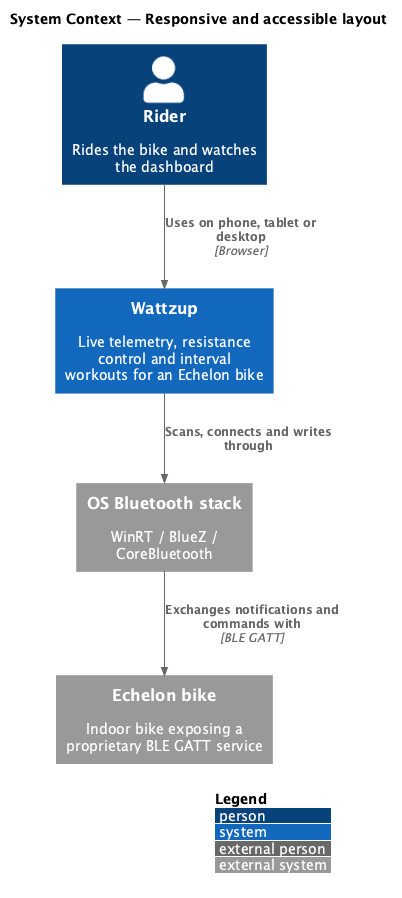 System Context — Responsive and accessible layout
Rider
Rides the bike and watches
the dashboard
Uses on phone, tablet or
desktop
[Browser]
Wattzup
Live telemetry, resistance
control and interval
workouts for an Echelon bike
Scans, connects and writes
through
OS Bluetooth stack
WinRT / BlueZ /
CoreBluetooth
Exchanges notifications and
commands with
[BLE GATT]
Echelon bike
Indoor bike exposing a
proprietary BLE GATT service
Legend
person
system
external person
external system